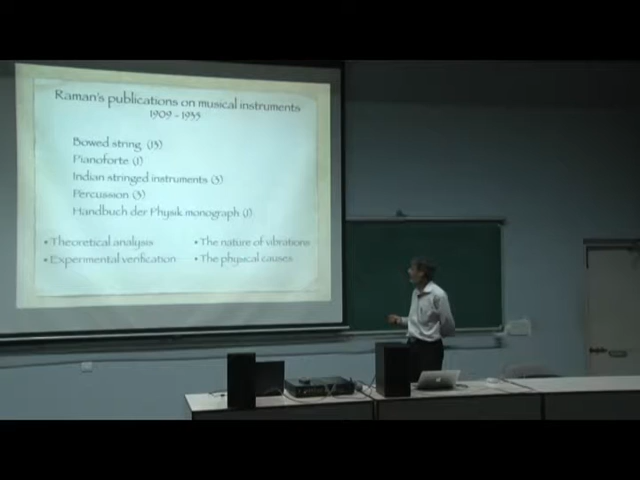 Raman's publications on musical instruments
1909 - 1935
Bowed string (13)
Pianoforte (1)
Indian stringed instruments (3)
Percussion (3)
Handbuch der Physik monograph (1)
• Theoretical analysis
• The nature of vibrations
• Experimental verification
• The physical causes